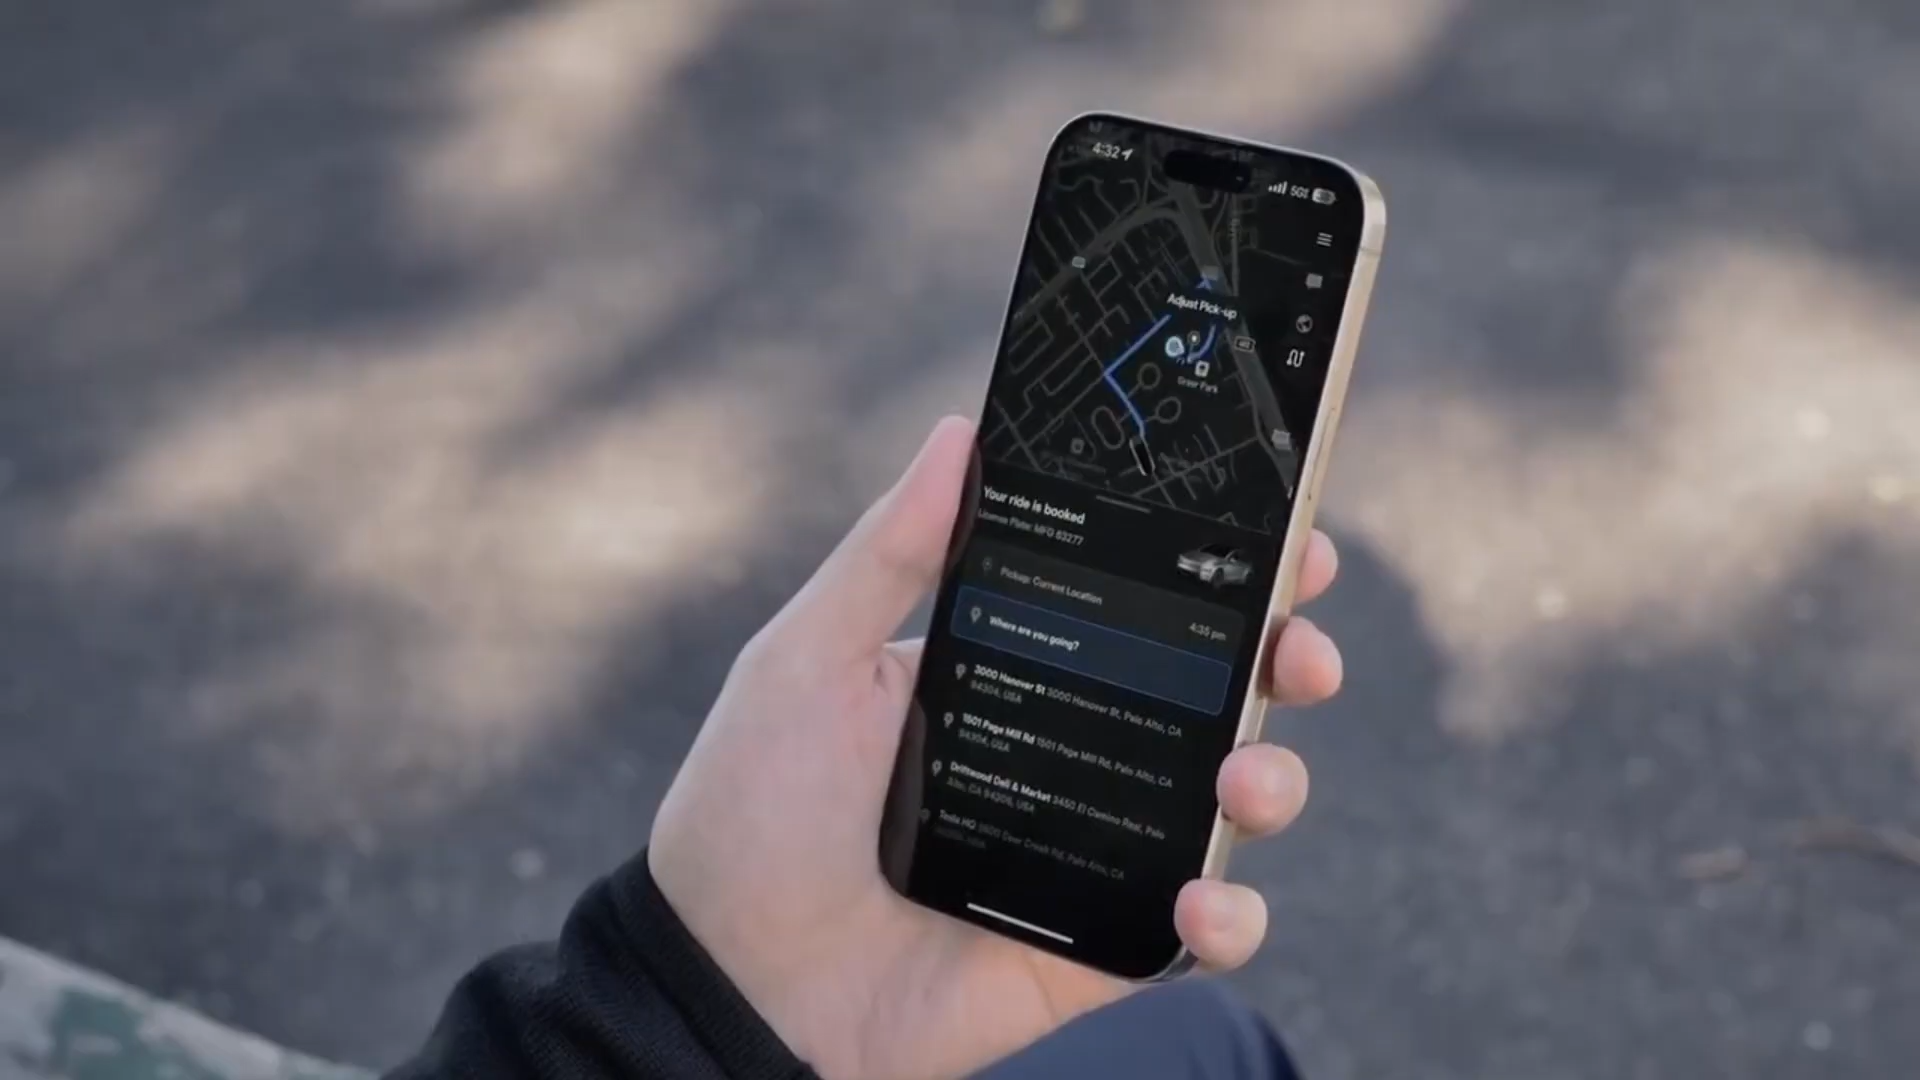 4:32
5G
Adjust Pick-up
Greer Park
Your ride is booked
License Plate: MFG 83277
Pickup: Current Location
4:35 pm
Where are you going?
3000 Hanover St 3000 Hanover St, Palo Alto, CA
94304, USA
1501 Page Mill Rd 1501 Page Mill Rd, Palo Alto, CA
94304, USA
Driftwood Deli & Market 3450 El Camino Real, Palo
Alto, CA 94306, USA
Tesla HQ 3500 Deer Creek Rd, Palo Alto, CA
USA